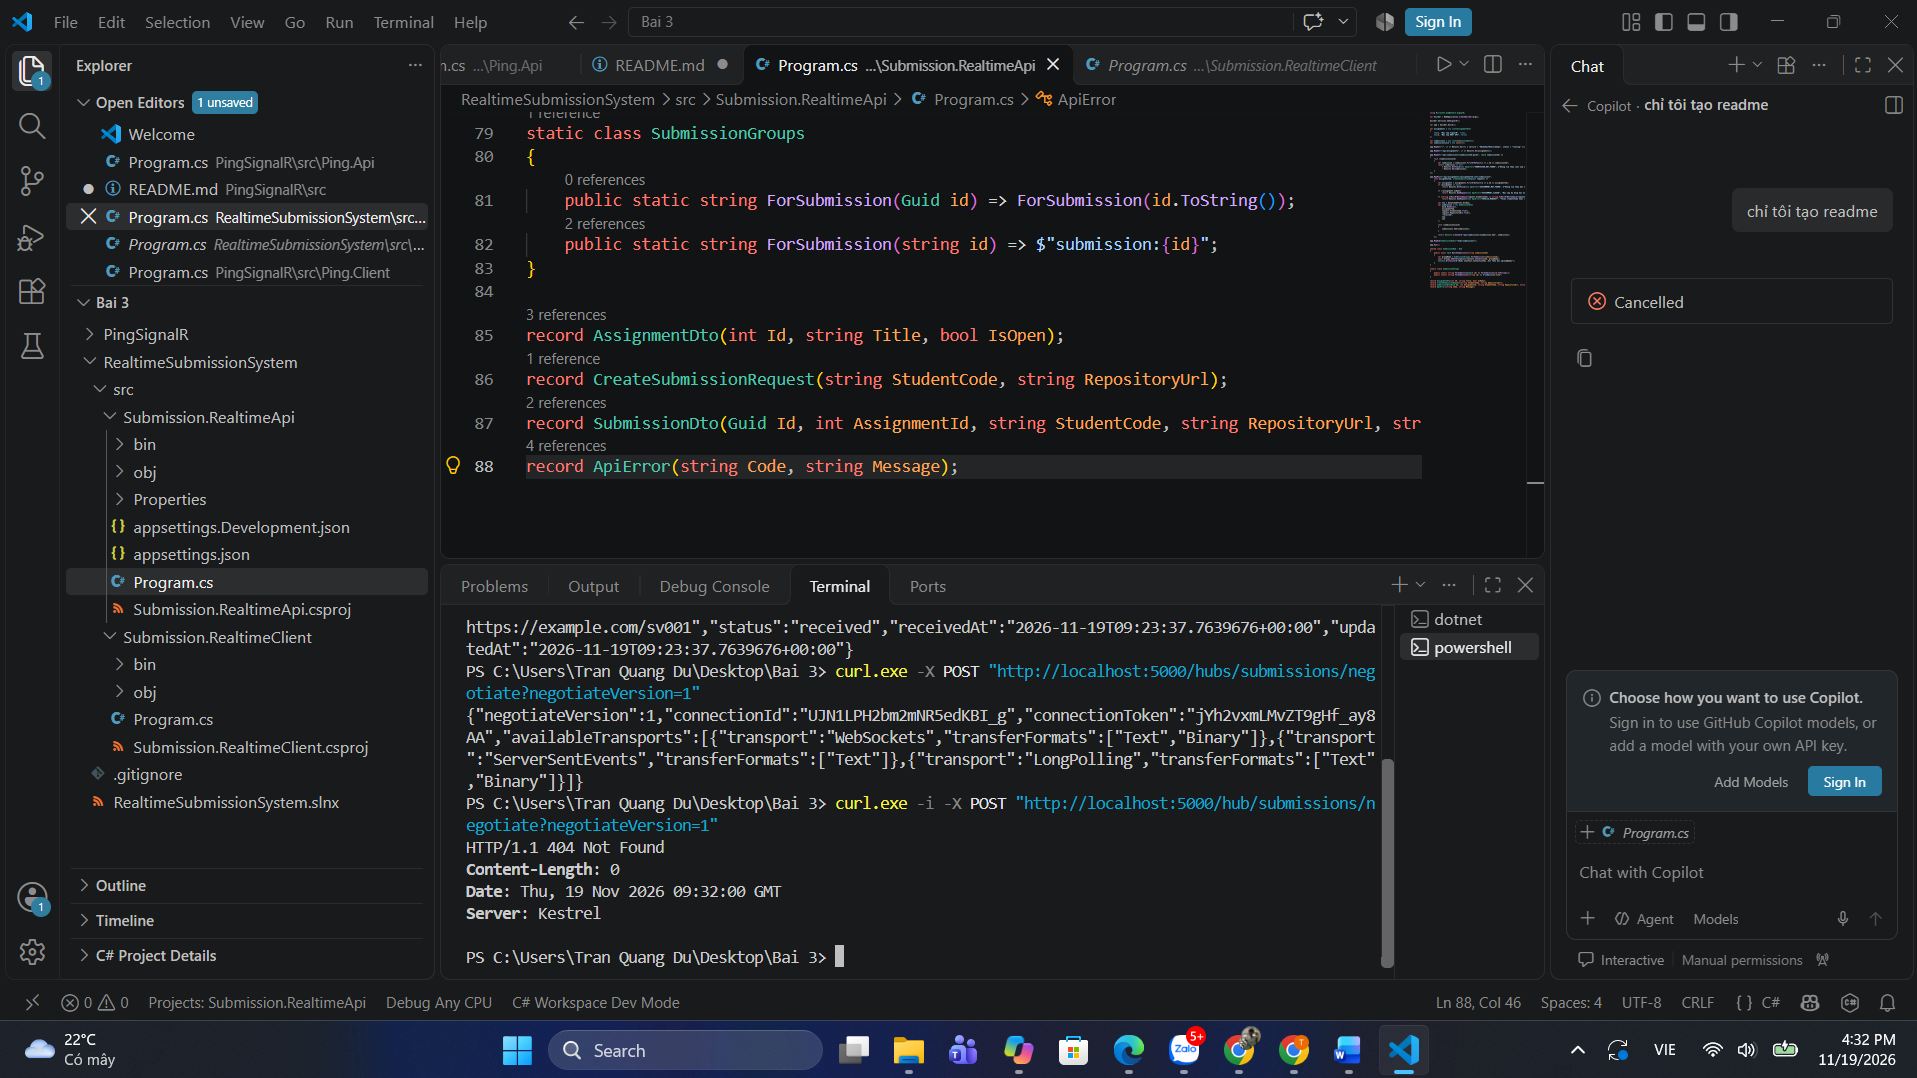 File Edit Selection View Go Run Terminal Help
Bai 3
Sign In
Explorer
Open Editors 1 unsaved
Welcome
Program.cs PingSignalR\src\Ping.Api
README.md PingSignalR\src
Program.cs RealtimeSubmissionSystem\src...
Program.cs RealtimeSubmissionSystem\src\...
Program.cs PingSignalR\src\Ping.Client
Bai 3
PingSignalR
RealtimeSubmissionSystem
src
Submission.RealtimeApi
bin
obj
Properties
appsettings.Development.json
appsettings.json
Program.cs
Submission.RealtimeApi.csproj
Submission.RealtimeClient
bin
obj
Program.cs
Submission.RealtimeClient.csproj
.gitignore
RealtimeSubmissionSystem.slnx
Outline
Timeline
C# Project Details
...\Ping.Api README.md Program.cs ...\Submission.RealtimeApi Program.cs ...\Submission.RealtimeClient
RealtimeSubmissionSystem > src > Submission.RealtimeApi > Program.cs > ApiError
1 reference
79 static class SubmissionGroups
80 {
0 references
81 public static string ForSubmission(Guid id) => ForSubmission(id.ToString());
2 references
82 public static string ForSubmission(string id) => $"submission:{id}";
83 }
84
3 references
85 record AssignmentDto(int Id, string Title, bool IsOpen);
1 reference
86 record CreateSubmissionRequest(string StudentCode, string RepositoryUrl);
2 references
87 record SubmissionDto(Guid Id, int AssignmentId, string StudentCode, string RepositoryUrl, str
4 references
88 record ApiError(string Code, string Message);
Problems Output Debug Console Terminal Ports
dotnet
powershell
https://example.com/sv001","status":"received","receivedAt":"2026-11-19T09:23:37.7639676+00:00","upda
tedAt":"2026-11-19T09:23:37.7639676+00:00"}
PS C:\Users\Tran Quang Du\Desktop\Bai 3> curl.exe -X POST "http://localhost:5000/hubs/submissions/neg
otiate?negotiateVersion=1"
{"negotiateVersion":1,"connectionId":"UJN1LPH2bm2mNR5edKBI_g","connectionToken":"jYh2vxmLMvZT9gHf_ay8
AA","availableTransports":[{"transport":"WebSockets","transferFormats":["Text","Binary"]},{"transport
":"ServerSentEvents","transferFormats":["Text"]},{"transport":"LongPolling","transferFormats":["Text"
,"Binary"]}]}
PS C:\Users\Tran Quang Du\Desktop\Bai 3> curl.exe -i -X POST "http://localhost:5000/hub/submissions/n
egotiate?negotiateVersion=1"
HTTP/1.1 404 Not Found
Content-Length: 0
Date: Thu, 19 Nov 2026 09:32:00 GMT
Server: Kestrel
PS C:\Users\Tran Quang Du\Desktop\Bai 3>
Chat
Copilot · chỉ tôi tạo readme
chỉ tôi tạo readme
Cancelled
Choose how you want to use Copilot.
Sign in to use GitHub Copilot models, or
add a model with your own API key.
Add Models Sign In
Program.cs
Chat with Copilot
Agent Models
Interactive Manual permissions
0 0 Projects: Submission.RealtimeApi Debug Any CPU C# Workspace Dev Mode Ln 88, Col 46 Spaces: 4 UTF-8 CRLF { } C#
22°C
Có mây
Search
Zalo 5+
VIE
4:32 PM
11/19/2026